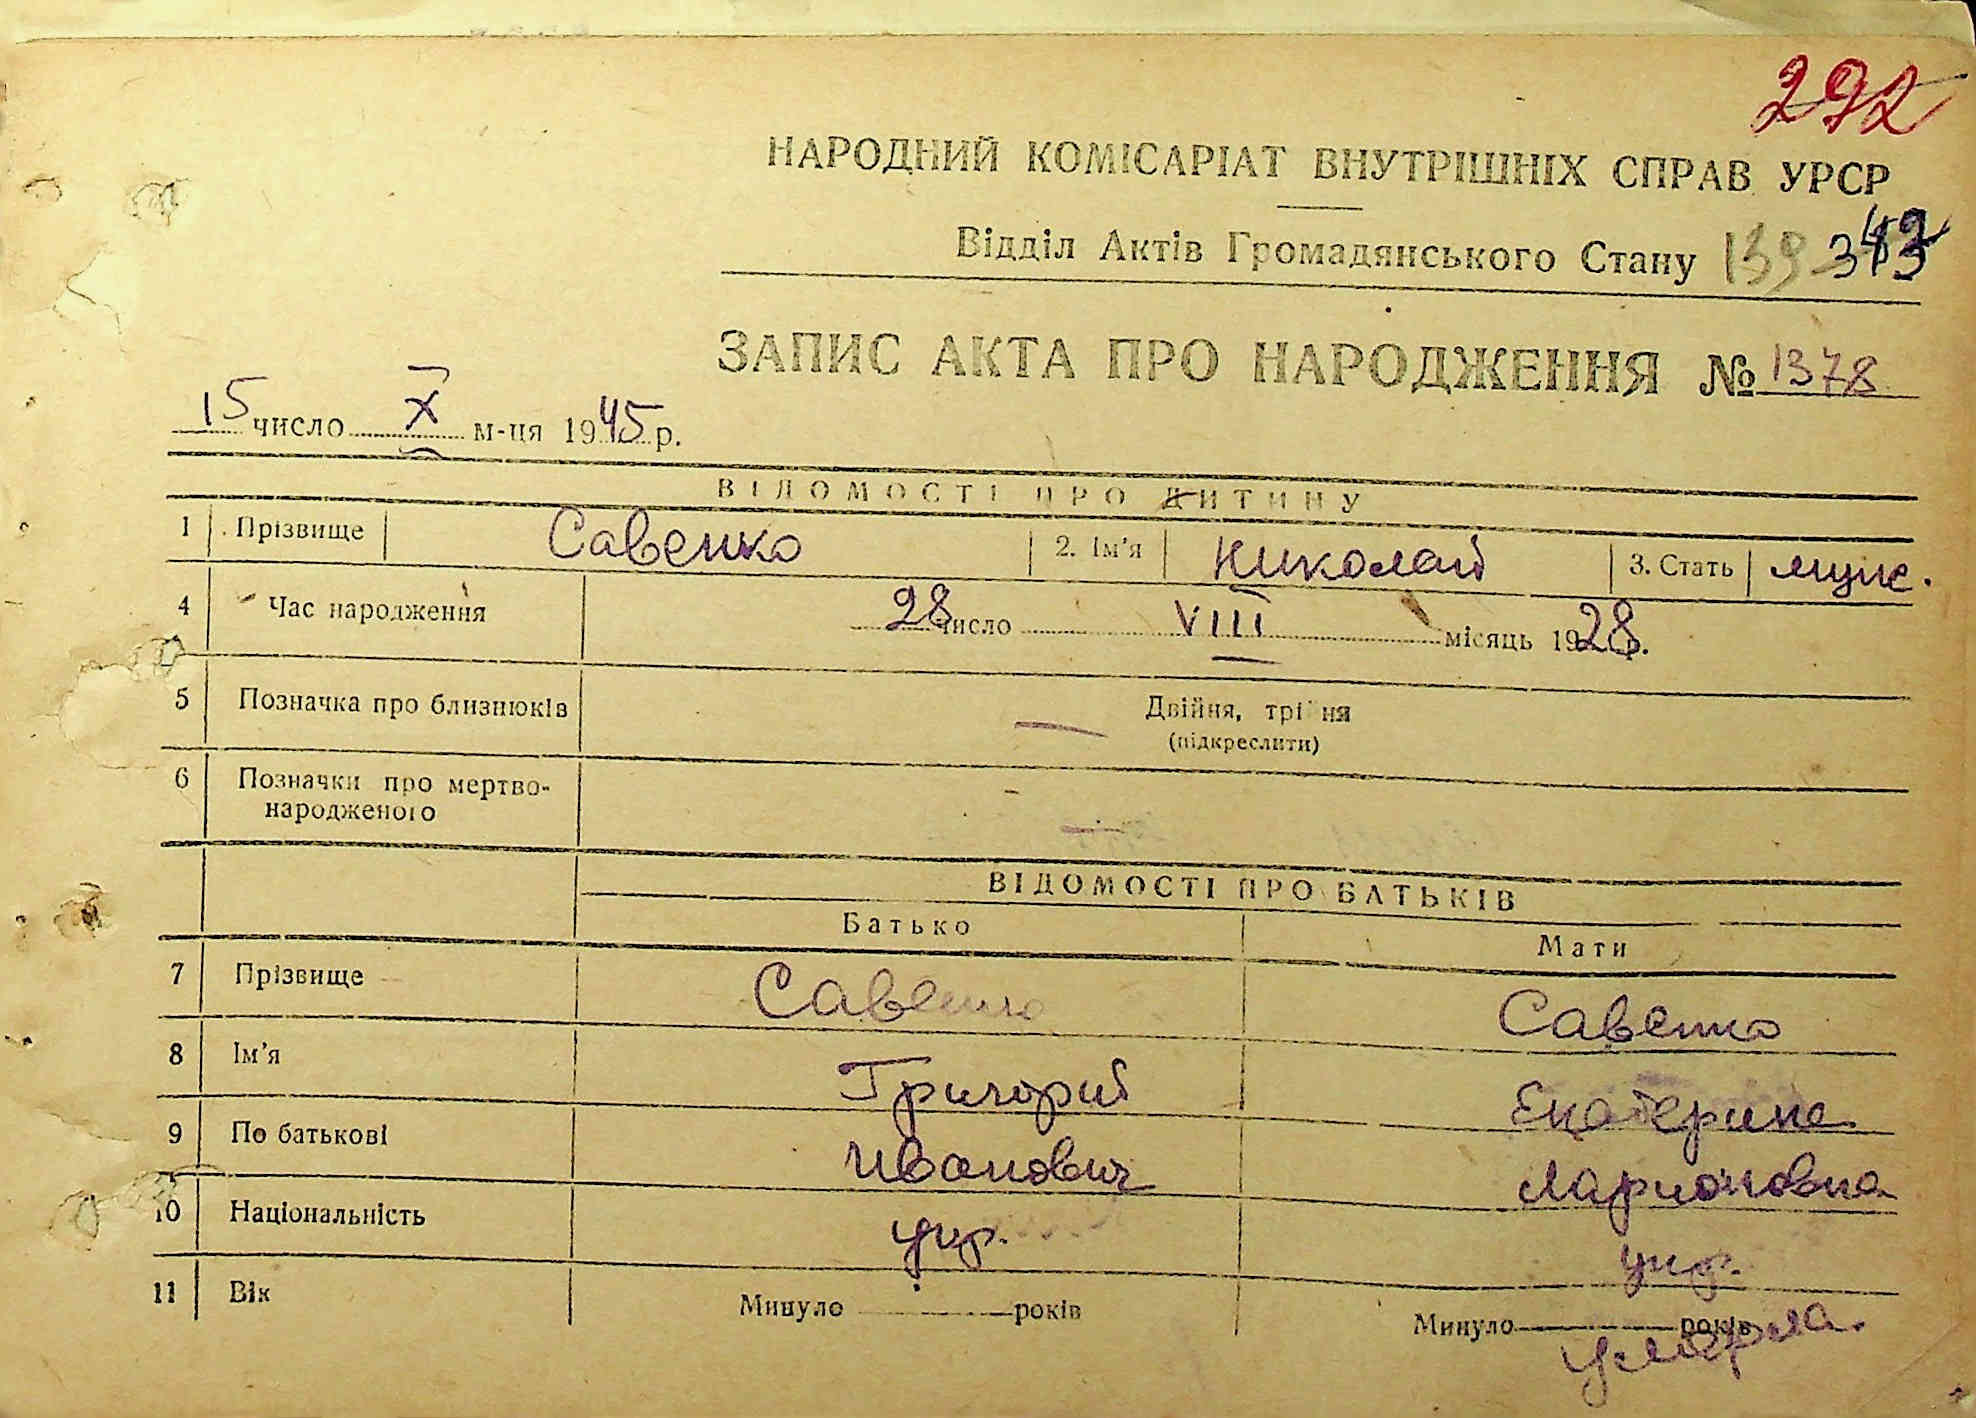 292
НАРОДНИЙ КОМІСАРІАТ ВНУТРІШНІХ СПРАВ УРСР
Відділ Актів Громадянського Стану 139
ЗАПИС АКТА ПРО НАРОДЖЕННЯ № 1378
15 число X м-ця 1945 р.
ВІДОМОСТІ ПРО ДИТИНУ
1 Прізвище Савенко 2. Ім'я Николай 3. Стать муж.
4 Час народження 28 число VIII місяць 1928 р.
5 Позначка про близнюків Двійня, трійня
(підкреслити)
6 Позначки про мертво-
народженого
ВІДОМОСТІ ПРО БАТЬКІВ
Батько Мати
7 Прізвище Савенко Савенко
8 Ім'я Григорий Екатерина
9 По батькові Иванович Ларионовна
10 Національність укр. укр.
11 Вік Минуло років Минуло років
умерла.